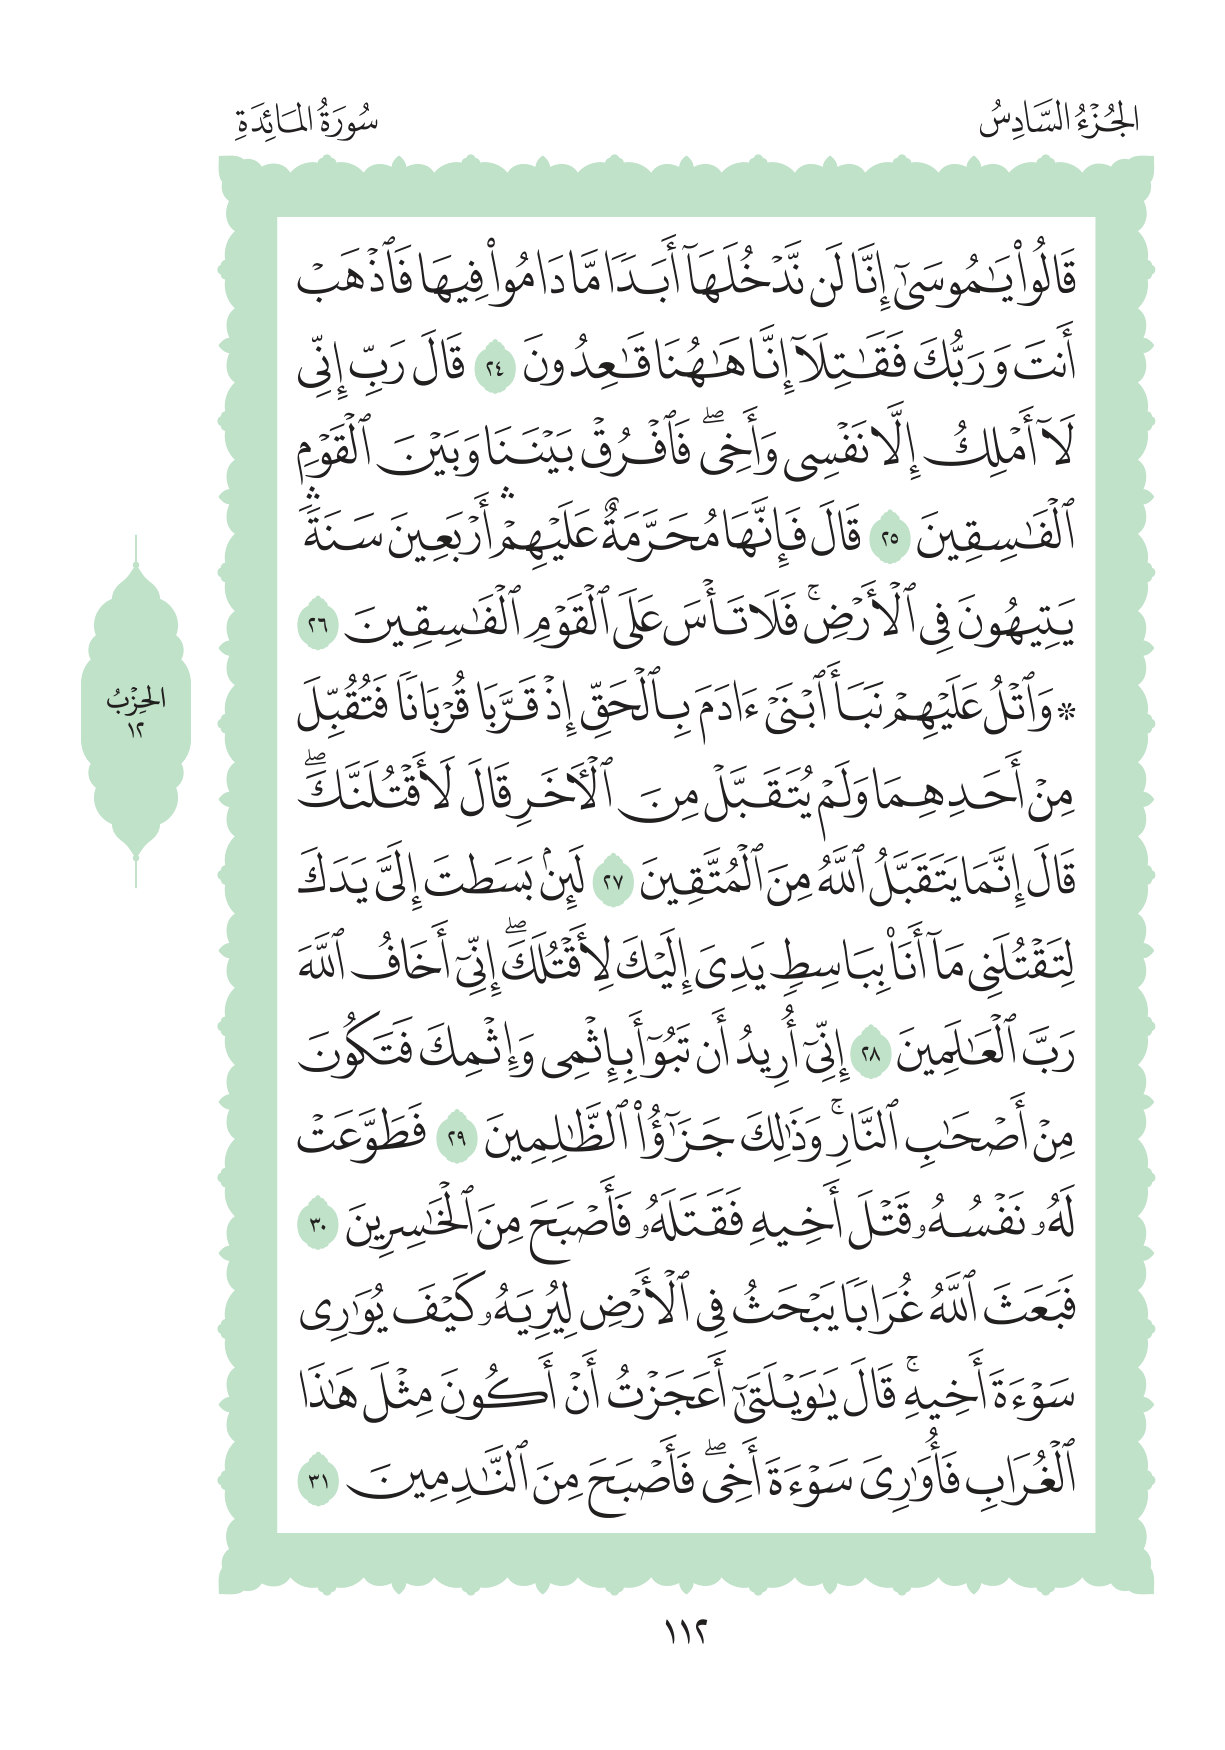 الجُزْءُ السَّادِسُ
سُورَةُ المَائِدَةِ
قَالُواْ يَٰمُوسَىٰٓ إِنَّا لَن نَّدۡخُلَهَآ أَبَدٗا مَّا دَامُواْ فِيهَا فَٱذۡهَبۡ
أَنتَ وَرَبُّكَ فَقَٰتِلَآ إِنَّا هَٰهُنَا قَٰعِدُونَ ٢٤ قَالَ رَبِّ إِنِّي
لَآ أَمۡلِكُ إِلَّا نَفۡسِي وَأَخِيۖ فَٱفۡرُقۡ بَيۡنَنَا وَبَيۡنَ ٱلۡقَوۡمِ
ٱلۡفَٰسِقِينَ ٢٥ قَالَ فَإِنَّهَا مُحَرَّمَةٌ عَلَيۡهِمۡۛ أَرۡبَعِينَ سَنَةٗۛ
يَتِيهُونَ فِي ٱلۡأَرۡضِۚ فَلَا تَأۡسَ عَلَى ٱلۡقَوۡمِ ٱلۡفَٰسِقِينَ ٢٦
۞ وَٱتۡلُ عَلَيۡهِمۡ نَبَأَ ٱبۡنَيۡ ءَادَمَ بِٱلۡحَقِّ إِذۡ قَرَّبَا قُرۡبَانٗا فَتُقُبِّلَ
مِنۡ أَحَدِهِمَا وَلَمۡ يُتَقَبَّلۡ مِنَ ٱلۡأٓخَرِ قَالَ لَأَقۡتُلَنَّكَۖ
قَالَ إِنَّمَا يَتَقَبَّلُ ٱللَّهُ مِنَ ٱلۡمُتَّقِينَ ٢٧ لَئِنۢ بَسَطتَ إِلَيَّ يَدَكَ
لِتَقۡتُلَنِي مَآ أَنَا۠ بِبَاسِطٖ يَدِيَ إِلَيۡكَ لِأَقۡتُلَكَۖ إِنِّيٓ أَخَافُ ٱللَّهَ
رَبَّ ٱلۡعَٰلَمِينَ ٢٨ إِنِّيٓ أُرِيدُ أَن تَبُوٓأَ بِإِثۡمِي وَإِثۡمِكَ فَتَكُونَ
مِنۡ أَصۡحَٰبِ ٱلنَّارِۚ وَذَٰلِكَ جَزَٰٓؤُاْ ٱلظَّٰلِمِينَ ٢٩ فَطَوَّعَتۡ
لَهُۥ نَفۡسُهُۥ قَتۡلَ أَخِيهِ فَقَتَلَهُۥ فَأَصۡبَحَ مِنَ ٱلۡخَٰسِرِينَ ٣٠
فَبَعَثَ ٱللَّهُ غُرَابٗا يَبۡحَثُ فِي ٱلۡأَرۡضِ لِيُرِيَهُۥ كَيۡفَ يُوَٰرِي
سَوۡءَةَ أَخِيهِۚ قَالَ يَٰوَيۡلَتَىٰٓ أَعَجَزۡتُ أَنۡ أَكُونَ مِثۡلَ هَٰذَا
ٱلۡغُرَابِ فَأُوَٰرِيَ سَوۡءَةَ أَخِيۖ فَأَصۡبَحَ مِنَ ٱلنَّٰدِمِينَ ٣١
الحِزْبُ
١٢
١١٢